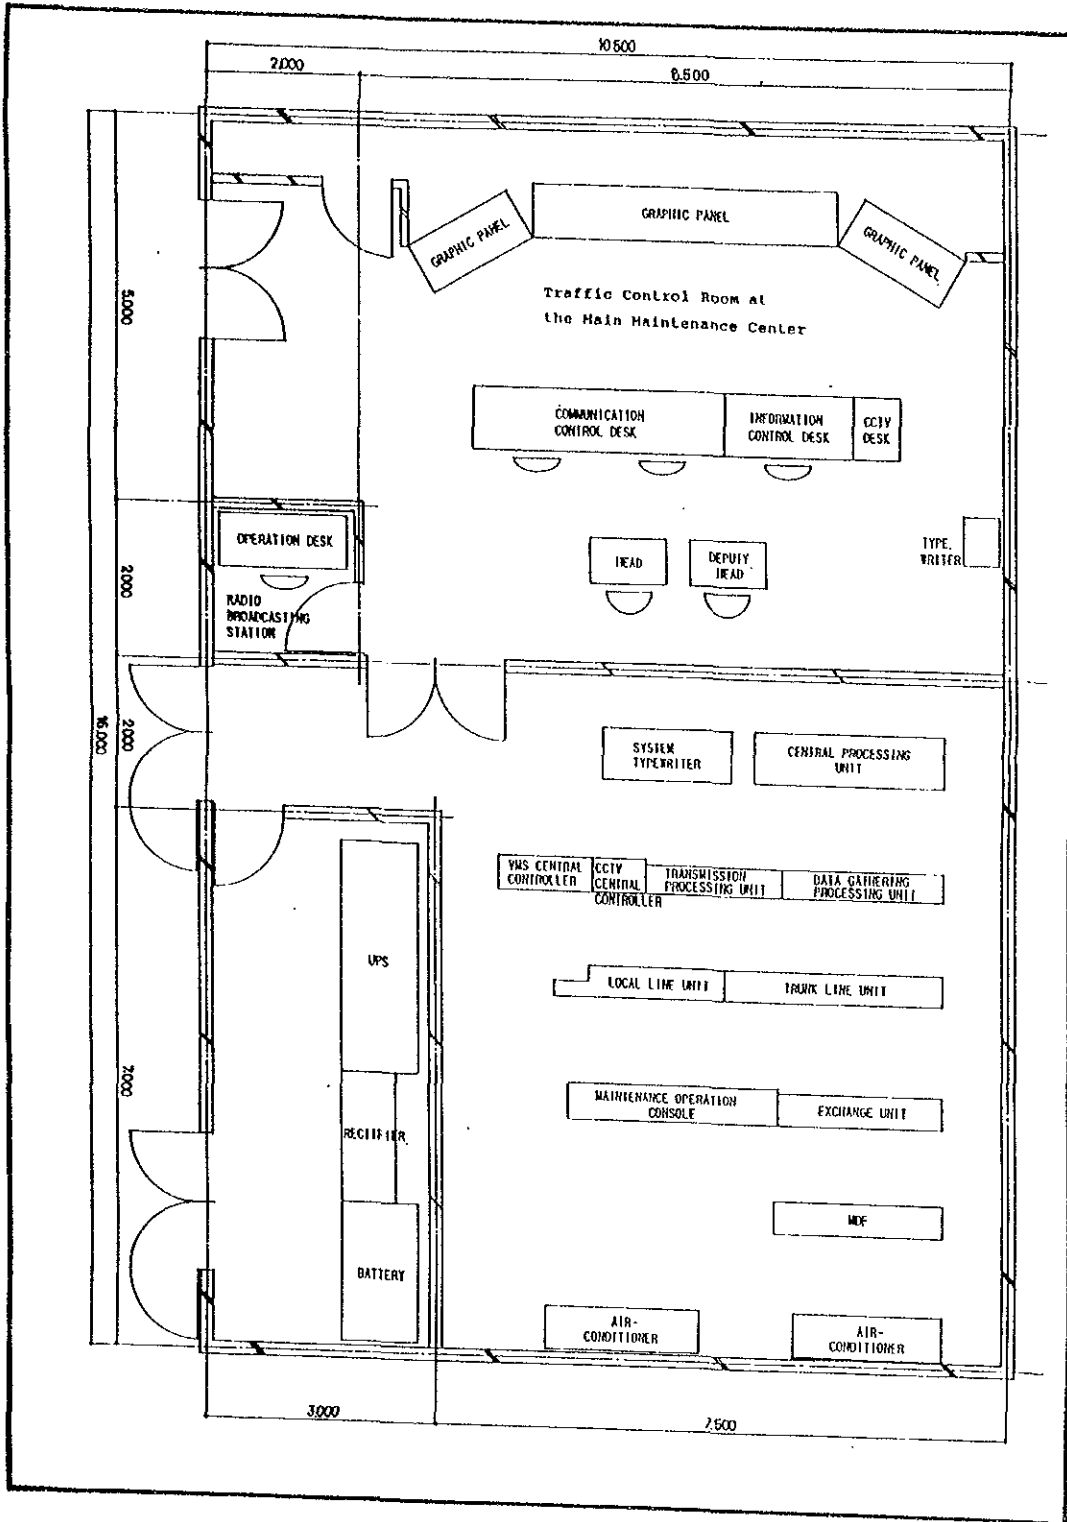 10500
2,000
8.500
GRAPHIC PANEL
GRAPHIC PANEL
GRAPHIC PANEL
Traffic Control Room at
the Main Maintenance Center
5,000
COMMUNICATION
CONTROL DESK
INFORMATION
CONTROL DESK
CCTV
DESK
OPERATION DESK
HEAD
DEPUTY
HEAD
TYPE.
WRITER
2,000
RADIO
BROADCASTING
STATION
16,000
2,000
SYSTEM
TYPEWRITER
CENTRAL PROCESSING
UNIT
VMS CENTRAL
CONTROLLER
CCTV
CENTRAL
CONTROLLER
TRANSMISSION
PROCESSING UNIT
DATA GATHERING
PROCESSING UNIT
UPS
LOCAL LINE UNIT
TRUNK LINE UNIT
7,000
MAINTENANCE OPERATION
CONSOLE
EXCHANGE UNIT
RECTIFIER
MDF
BATTERY
AIR-
CONDITIONER
AIR-
CONDITIONER
3,000
7,500